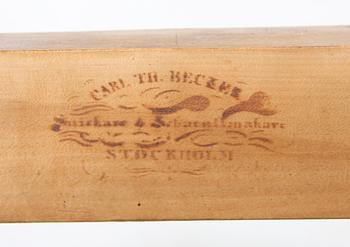 CARL TH. BECKER
Snickare & Schatullmakare
STOCKHOLM